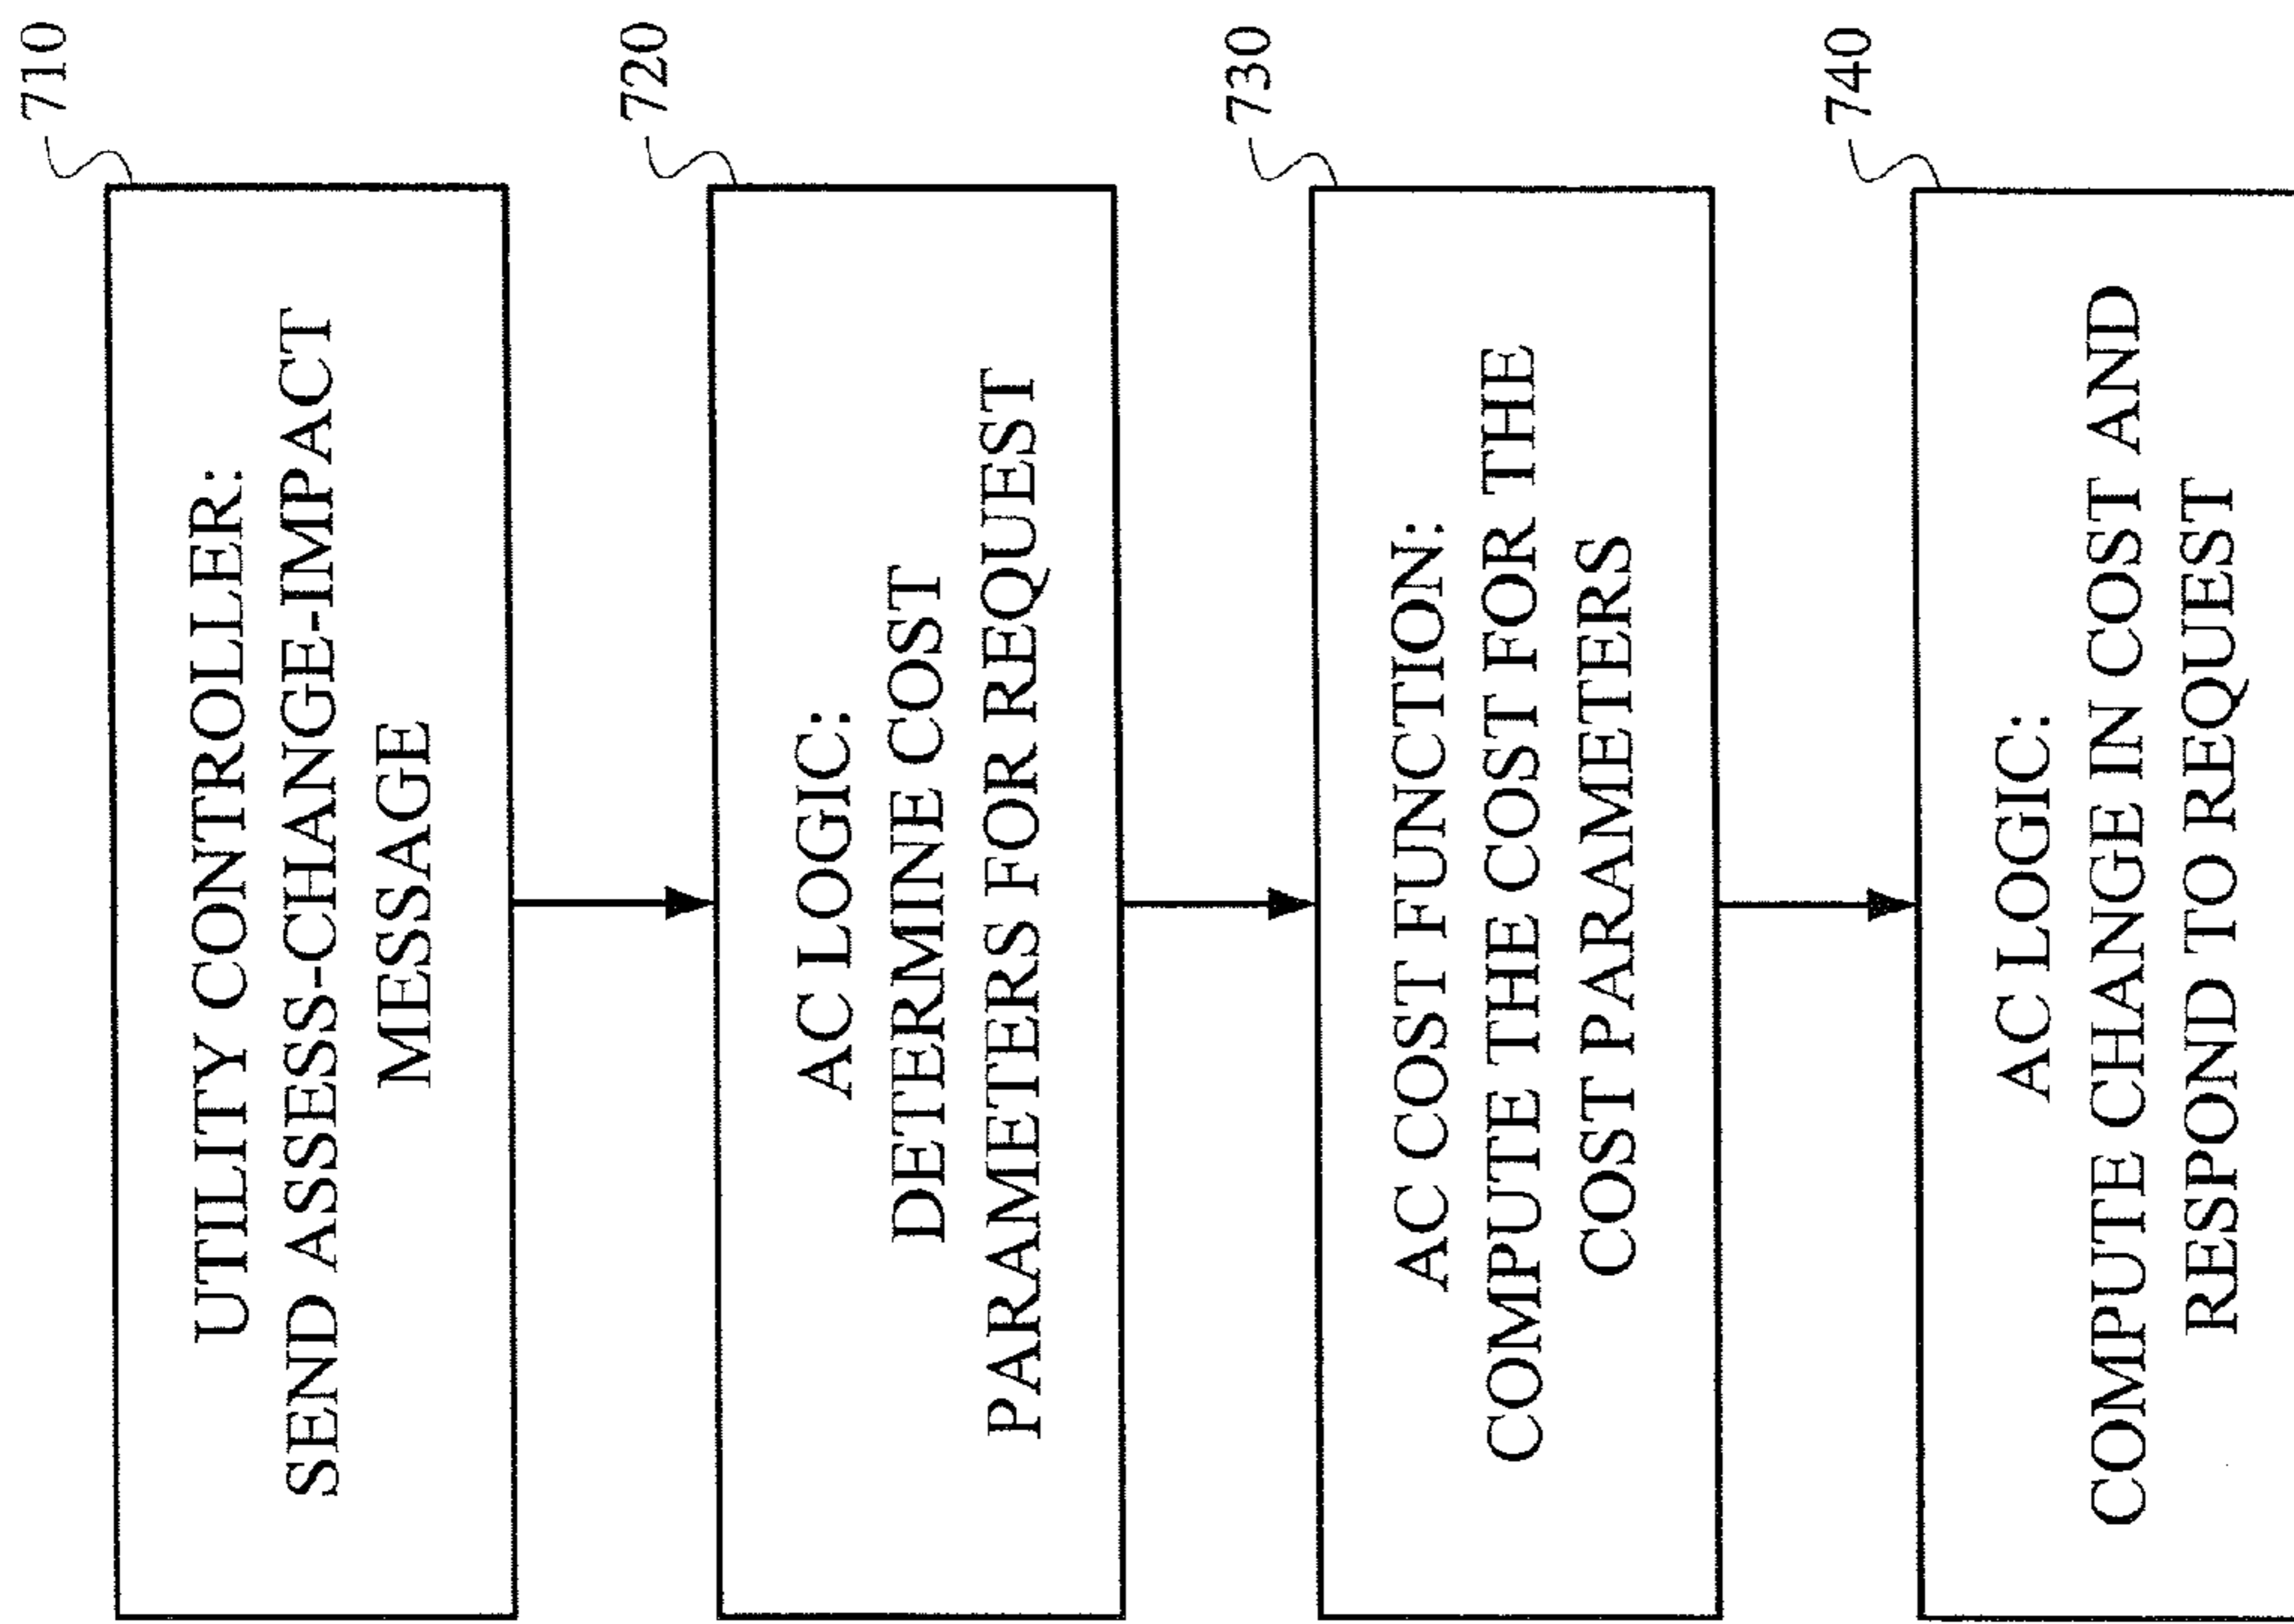 710
UTILITY CONTROLLER:
SEND ASSESS-CHANGE-IMPACT
MESSAGE
720
AC LOGIC:
DETERMINE COST
PARAMETERS FOR REQUEST
730
AC COST FUNCTION:
COMPUTE THE COST FOR THE
COST PARAMETERS
740
AC LOGIC:
COMPUTE CHANGE IN COST AND
RESPOND TO REQUEST